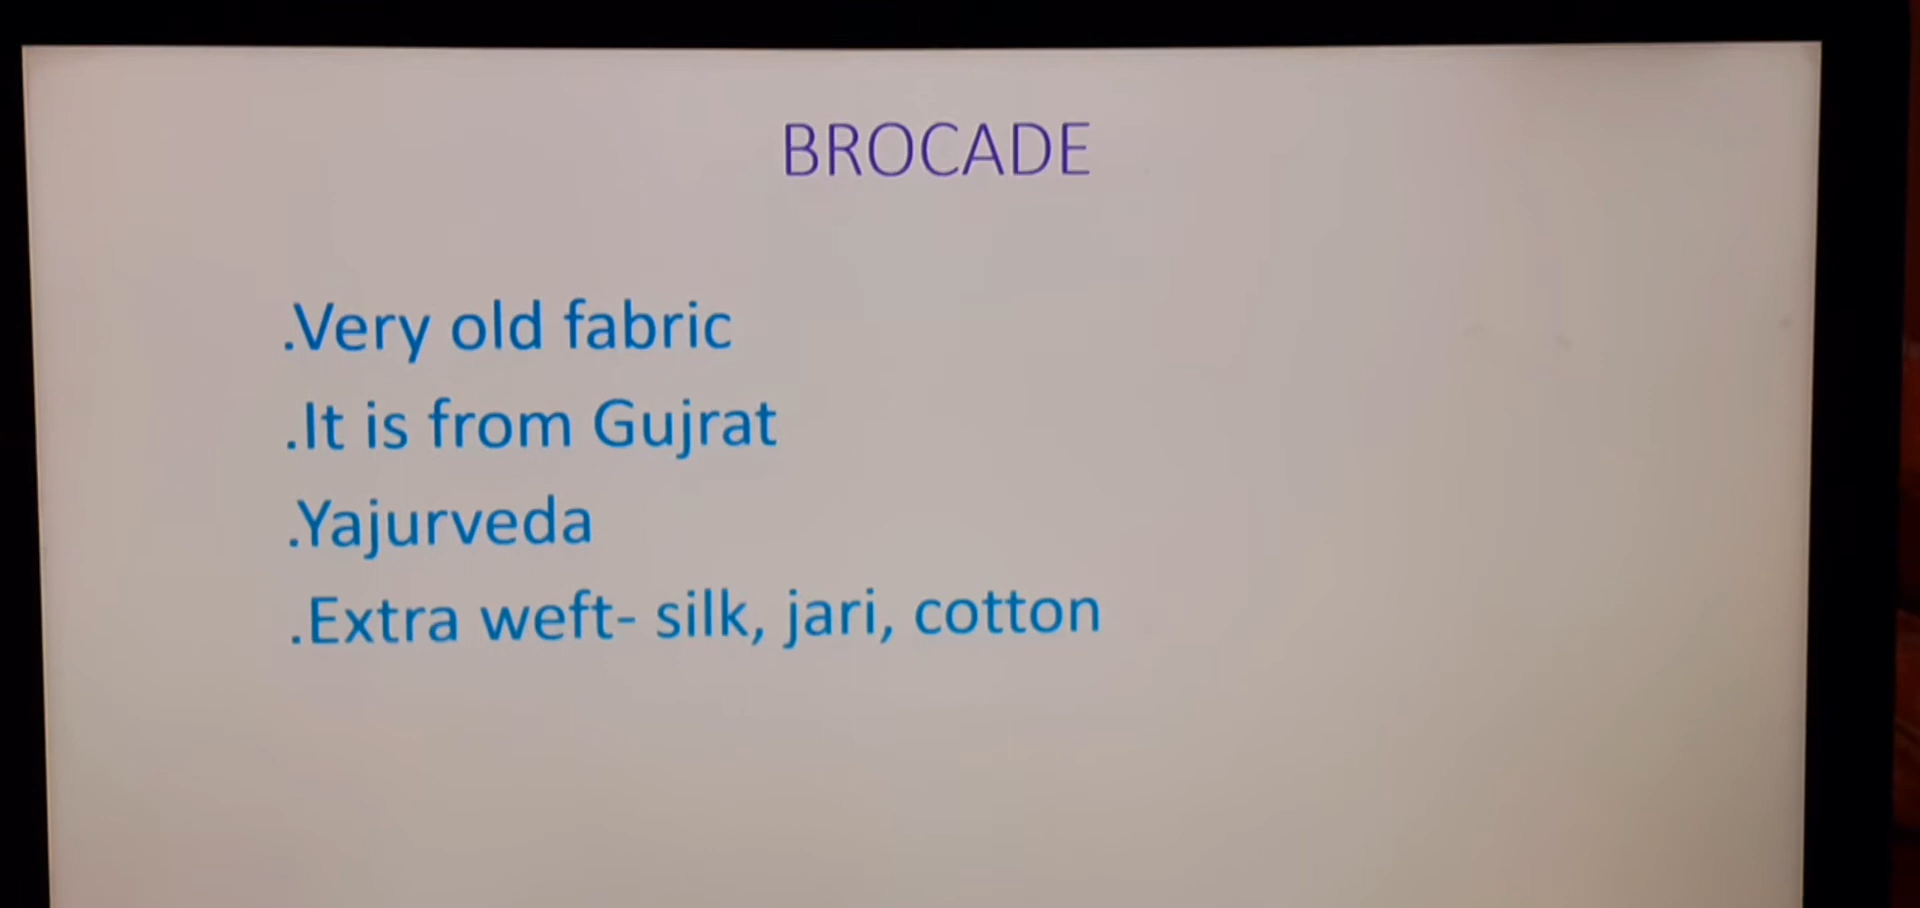 BROCADE
.Very old fabric
.It is from Gujrat
.Yajurveda
.Extra weft- silk, jari, cotton